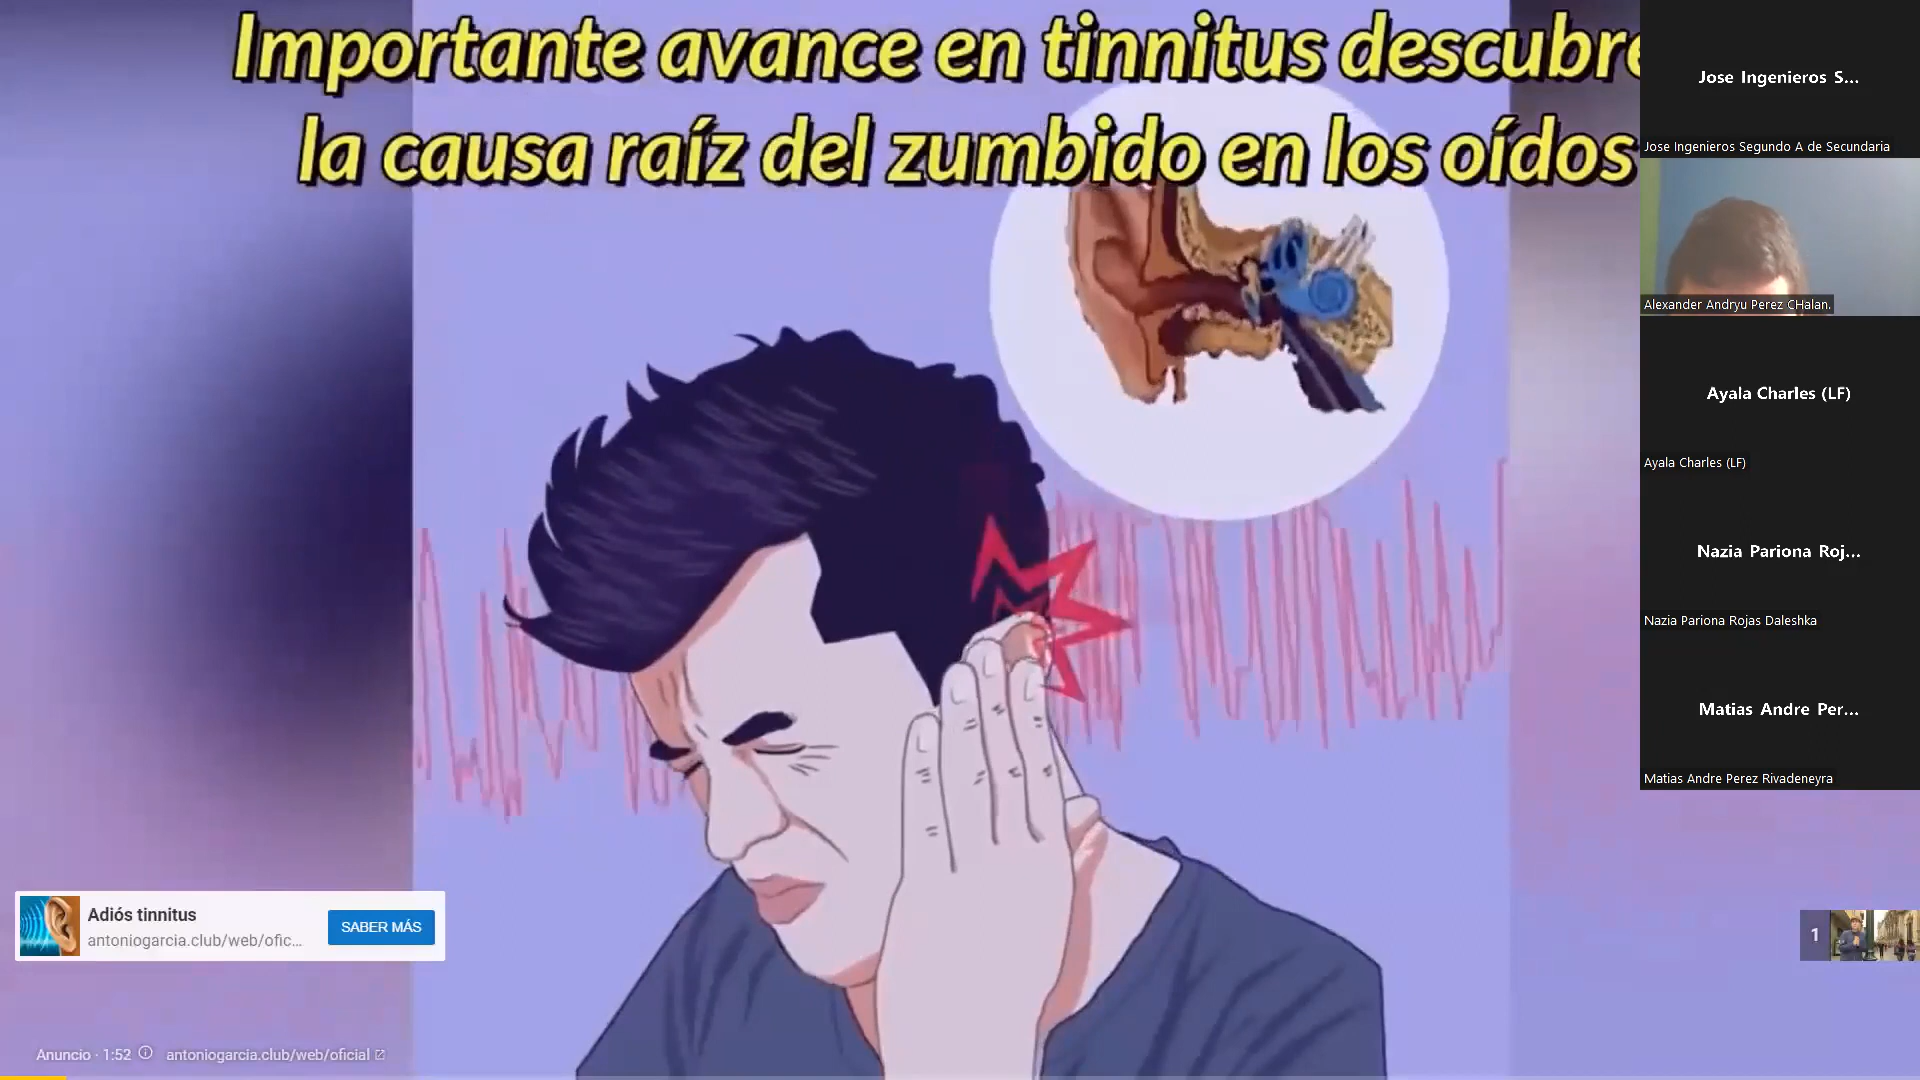 Importante avance en tinnitus descubre
la causa raíz del zumbido en los oídos
Jose Ingenieros S...
Jose Ingenieros Segundo A de Secundaria
Alexander Andryu Perez CHalan.
Ayala Charles (LF)
Ayala Charles (LF)
Nazia Pariona Roj...
Nazia Pariona Rojas Daleshka
Matias Andre Per...
Matias Andre Perez Rivadeneyra
Adiós tinnitus
antoniogarcia.club/web/ofic...
SABER MÁS
1
Anuncio · 1:52
antoniogarcia.club/web/oficial